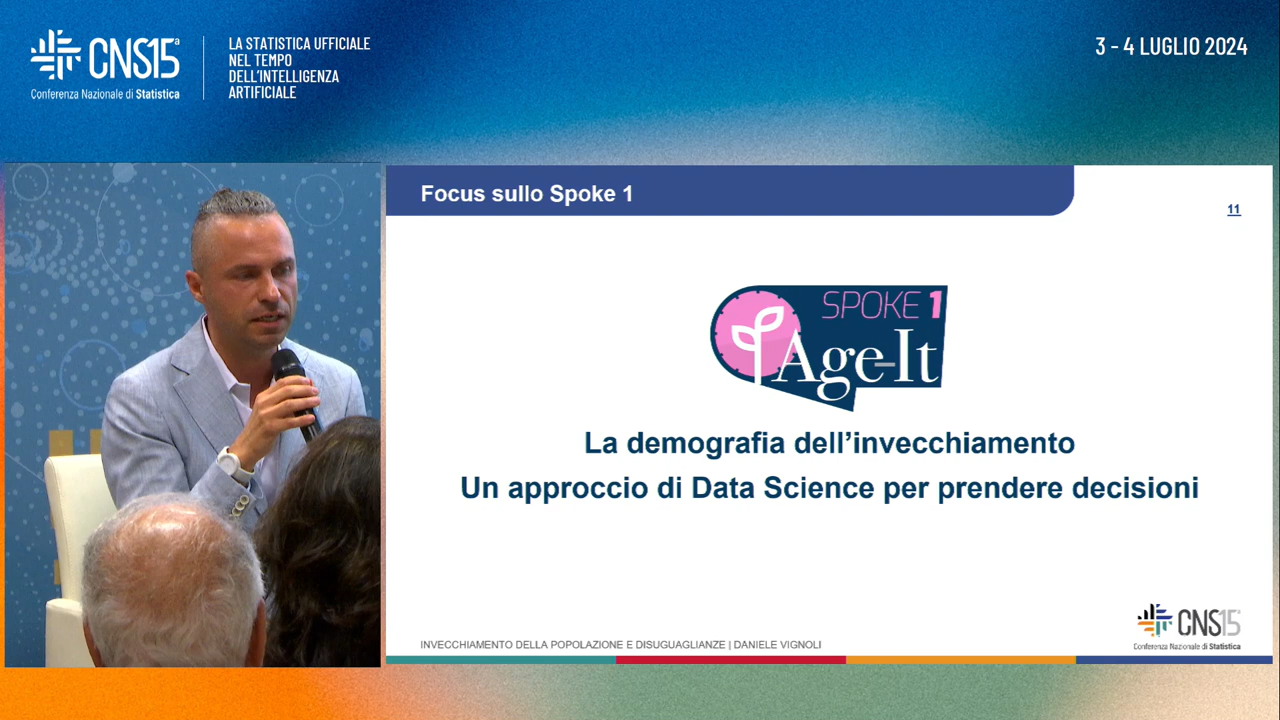 CNS15ª
Conferenza Nazionale di Statistica
LA STATISTICA UFFICIALE
NEL TEMPO
DELL'INTELLIGENZA
ARTIFICIALE
3 - 4 LUGLIO 2024
Focus sullo Spoke 1
11
SPOKE 1
Age-It
La demografia dell'invecchiamento
Un approccio di Data Science per prendere decisioni
INVECCHIAMENTO DELLA POPOLAZIONE E DISUGUAGLIANZE | DANIELE VIGNOLI
CNS15ª
Conferenza Nazionale di Statistica